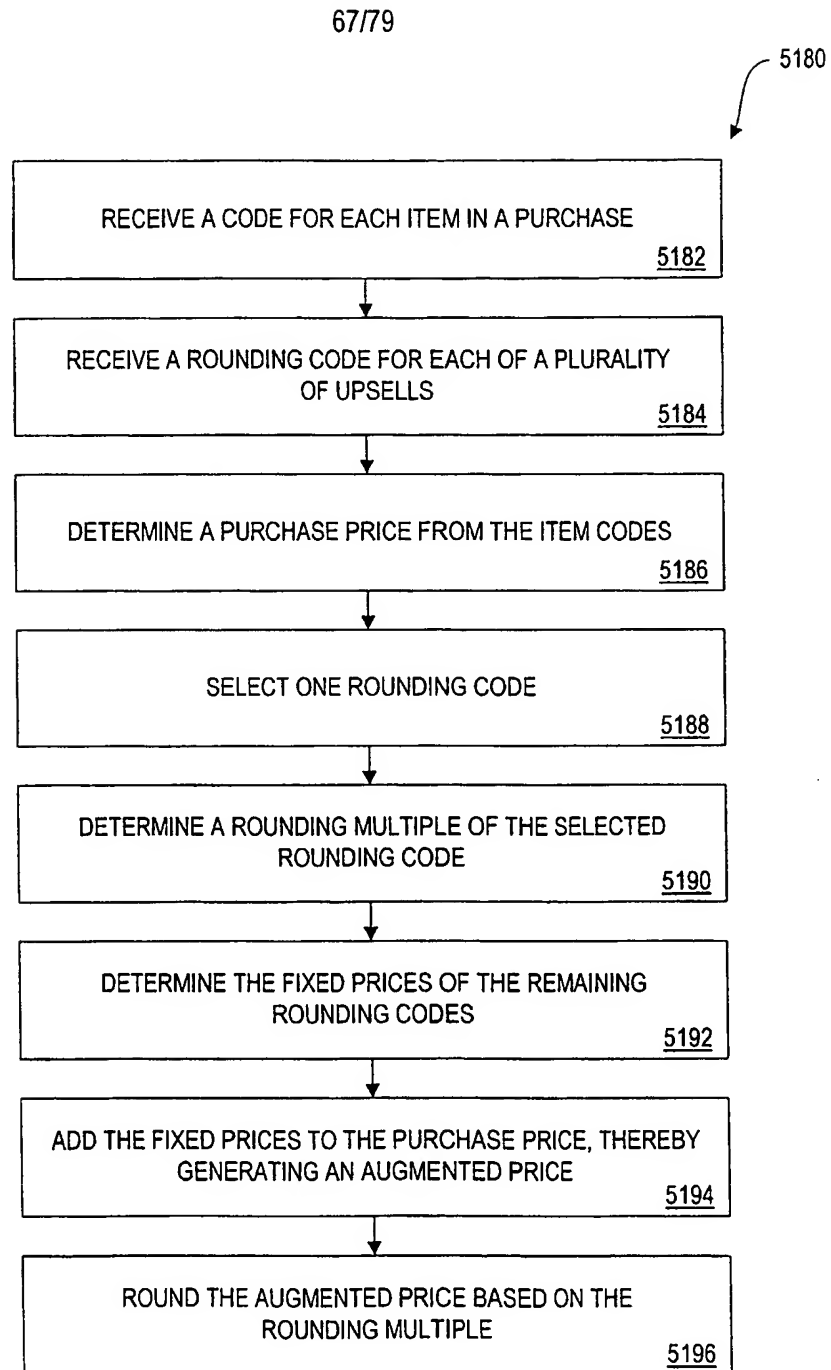 67/79
5180
RECEIVE A CODE FOR EACH ITEM IN A PURCHASE
5182
RECEIVE A ROUNDING CODE FOR EACH OF A PLURALITY
OF UPSELLS
5184
DETERMINE A PURCHASE PRICE FROM THE ITEM CODES
5186
SELECT ONE ROUNDING CODE
5188
DETERMINE A ROUNDING MULTIPLE OF THE SELECTED
ROUNDING CODE
5190
DETERMINE THE FIXED PRICES OF THE REMAINING
ROUNDING CODES
5192
ADD THE FIXED PRICES TO THE PURCHASE PRICE, THEREBY
GENERATING AN AUGMENTED PRICE
5194
ROUND THE AUGMENTED PRICE BASED ON THE
ROUNDING MULTIPLE
5196